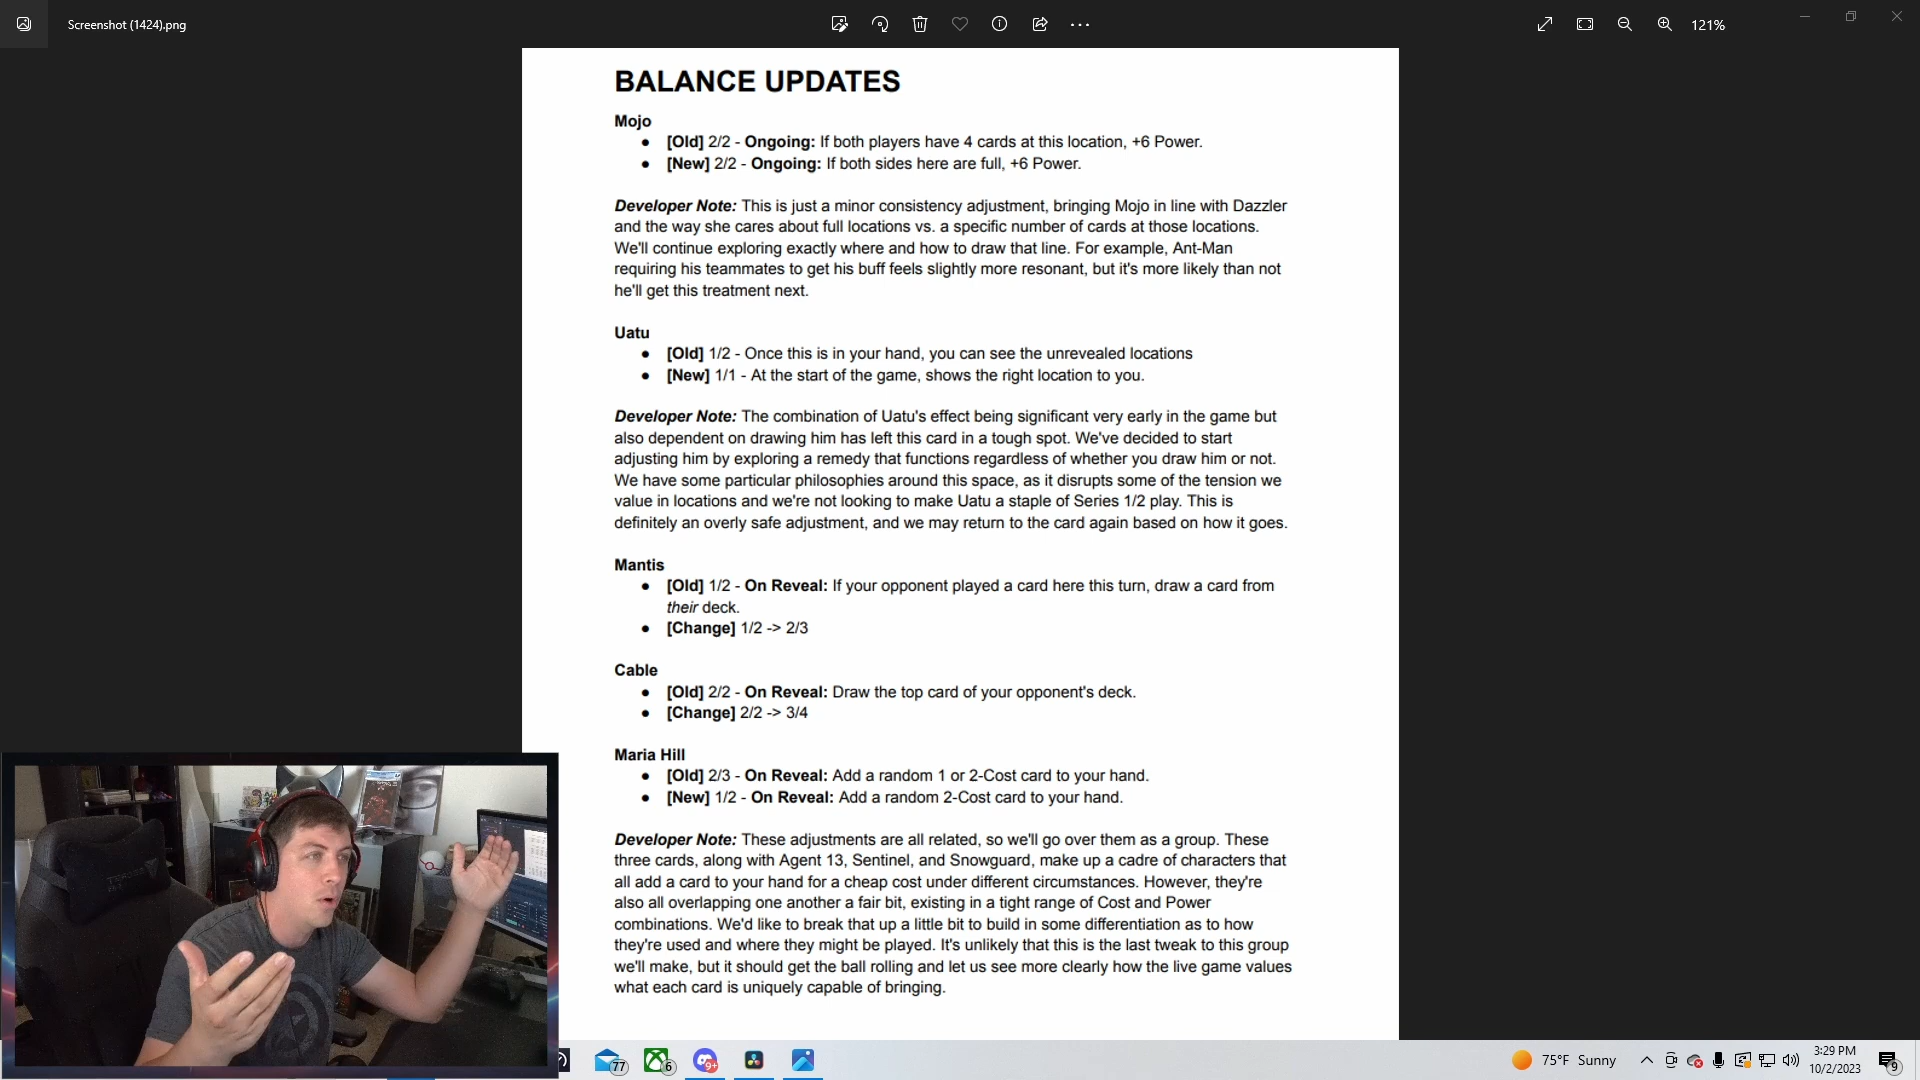 Screenshot (1424).png
121%
BALANCE UPDATES
Mojo
● [Old] 2/2 - Ongoing: If both players have 4 cards at this location, +6 Power.
● [New] 2/2 - Ongoing: If both sides here are full, +6 Power.
Developer Note: This is just a minor consistency adjustment, bringing Mojo in line with Dazzler
and the way she cares about full locations vs. a specific number of cards at those locations.
We'll continue exploring exactly where and how to draw that line. For example, Ant-Man
requiring his teammates to get his buff feels slightly more resonant, but it's more likely than not
he'll get this treatment next.
Uatu
● [Old] 1/2 - Once this is in your hand, you can see the unrevealed locations
● [New] 1/1 - At the start of the game, shows the right location to you.
Developer Note: The combination of Uatu's effect being significant very early in the game but
also dependent on drawing him has left this card in a tough spot. We've decided to start
adjusting him by exploring a remedy that functions regardless of whether you draw him or not.
We have some particular philosophies around this space, as it disrupts some of the tension we
value in locations and we're not looking to make Uatu a staple of Series 1/2 play. This is
definitely an overly safe adjustment, and we may return to the card again based on how it goes.
Mantis
● [Old] 1/2 - On Reveal: If your opponent played a card here this turn, draw a card from
their deck.
● [Change] 1/2 -> 2/3
Cable
● [Old] 2/2 - On Reveal: Draw the top card of your opponent's deck.
● [Change] 2/2 -> 3/4
Maria Hill
● [Old] 2/3 - On Reveal: Add a random 1 or 2-Cost card to your hand.
● [New] 1/2 - On Reveal: Add a random 2-Cost card to your hand.
Developer Note: These adjustments are all related, so we'll go over them as a group. These
three cards, along with Agent 13, Sentinel, and Snowguard, make up a cadre of characters that
all add a card to your hand for a cheap cost under different circumstances. However, they're
also all overlapping one another a fair bit, existing in a tight range of Cost and Power
combinations. We'd like to break that up a little bit to build in some differentiation as to how
they're used and where they might be played. It's unlikely that this is the last tweak to this group
we'll make, but it should get the ball rolling and let us see more clearly how the live game values
what each card is uniquely capable of bringing.
77
6
9+
75°F Sunny
3:29 PM
10/2/2023
9